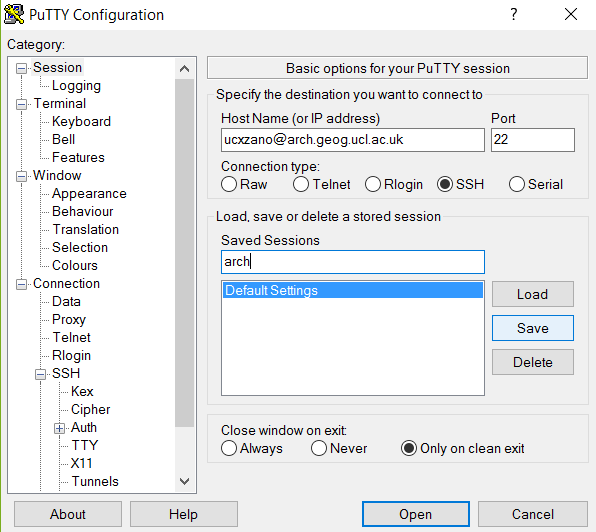 PuTTY Configuration
?
Category:
Session
Logging
Terminal
Keyboard
Bell
Features
Window
Appearance
Behaviour
Translation
Selection
Colours
Connection
Data
Proxy
Telnet
Rlogin
SSH
Kex
Cipher
Auth
TTY
X11
Tunnels
Basic options for your PuTTY session
Specify the destination you want to connect to
Host Name (or IP address) Port
ucxzano@arch.geog.ucl.ac.uk 22
Connection type:
Raw Telnet Rlogin SSH Serial
Load, save or delete a stored session
Saved Sessions
arch
Default Settings
Load
Save
Delete
Close window on exit:
Always Never Only on clean exit
About Help Open Cancel